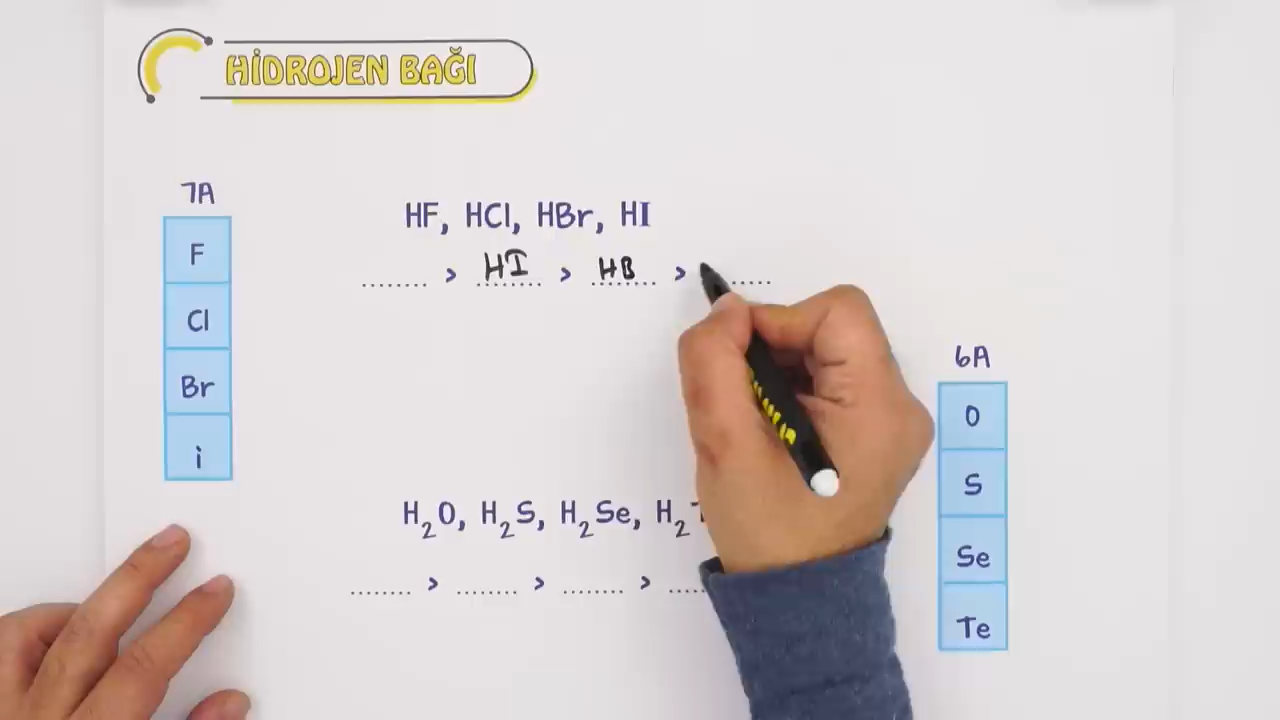 HİDROJEN BAĞI
7A
F
Cl
Br
i
HF, HCl, HBr, HI
........ > HI > HB > ........
6A
O
S
Se
Te
H₂O, H₂S, H₂Se,
........ > ........ > ........ > ........